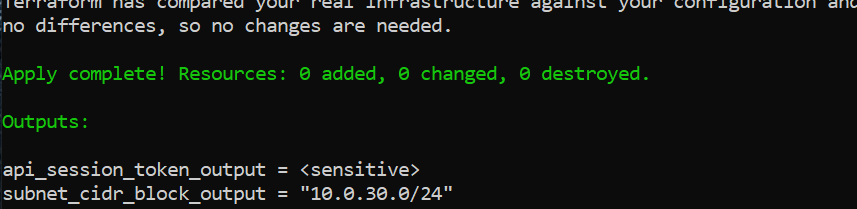 Terraform has compared your real infrastructure against your configuration and
no differences, so no changes are needed.
Apply complete! Resources: 0 added, 0 changed, 0 destroyed.
Outputs:
api_session_token_output = <sensitive>
subnet_cidr_block_output = "10.0.30.0/24"